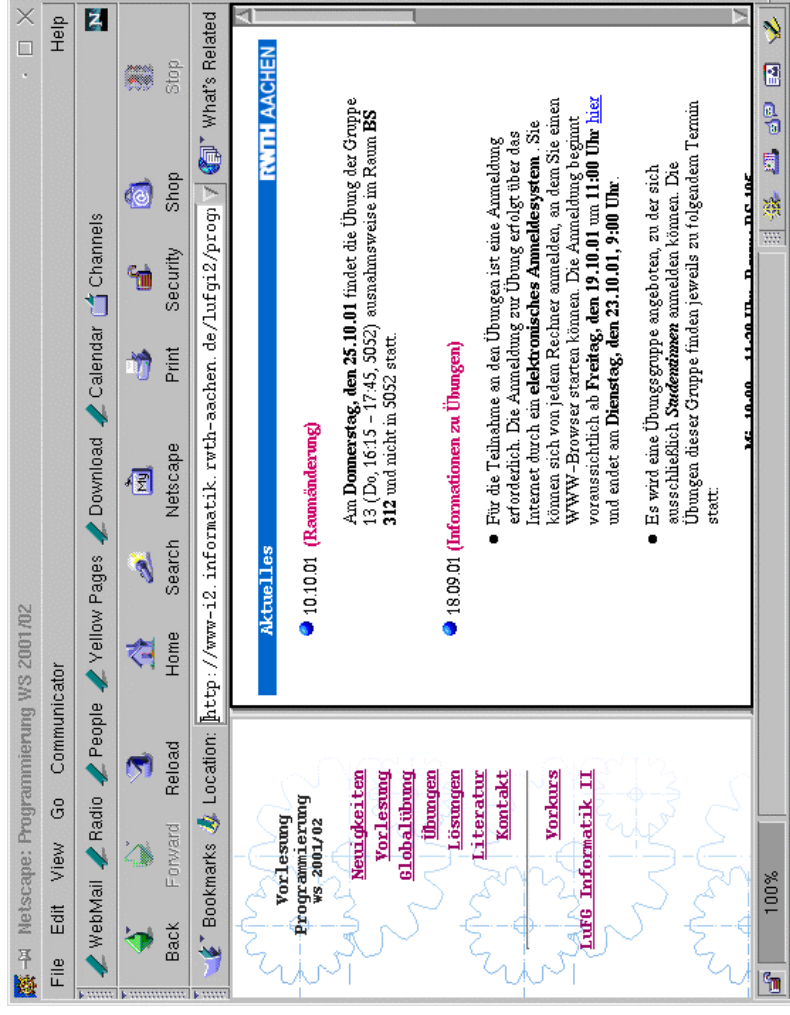 Netscape: Programmierung WS 2001/02
File Edit View Go Communicator Help
WebMail Radio People Yellow Pages Download Calendar Channels
Back Forward Reload Home Search Netscape Print Security Shop Stop
Bookmarks Location: http://www-i2.informatik.rwth-aachen.de/lufgi2/progr What's Related
Vorlesung
Programmierung
WS 2001/02
Neuigkeiten
Vorlesung
Globalübung
Übungen
Lösungen
Literatur
Kontakt
Vorkurs
LuFG Informatik II
Aktuelles RWTH AACHEN
10.10.01 (Raumänderung)
Am Donnerstag, den 25.10.01 findet die Übung der Gruppe
13 (Do, 16:15 - 17:45, 5052) ausnahmsweise im Raum BS
312 und nicht in 5052 statt.
18.09.01 (Informationen zu Übungen)
● Für die Teilnahme an den Übungen ist eine Anmeldung
erforderlich. Die Anmeldung zur Übung erfolgt über das
Internet durch ein elektronisches Anmeldesystem . Sie
können sich von jedem Rechner anmelden, an dem Sie einen
WWW-Browser starten können. Die Anmeldung beginnt
voraussichtlich ab Freitag, den 19.10.01 um 11:00 Uhr hier
und endet am Dienstag, den 23.10.01, 9:00 Uhr.
● Es wird eine Übungsgruppe angeboten, zu der sich
ausschließlich Studentinnen anmelden können. Die
Übungen dieser Gruppe finden jeweils zu folgendem Termin
statt:
100%